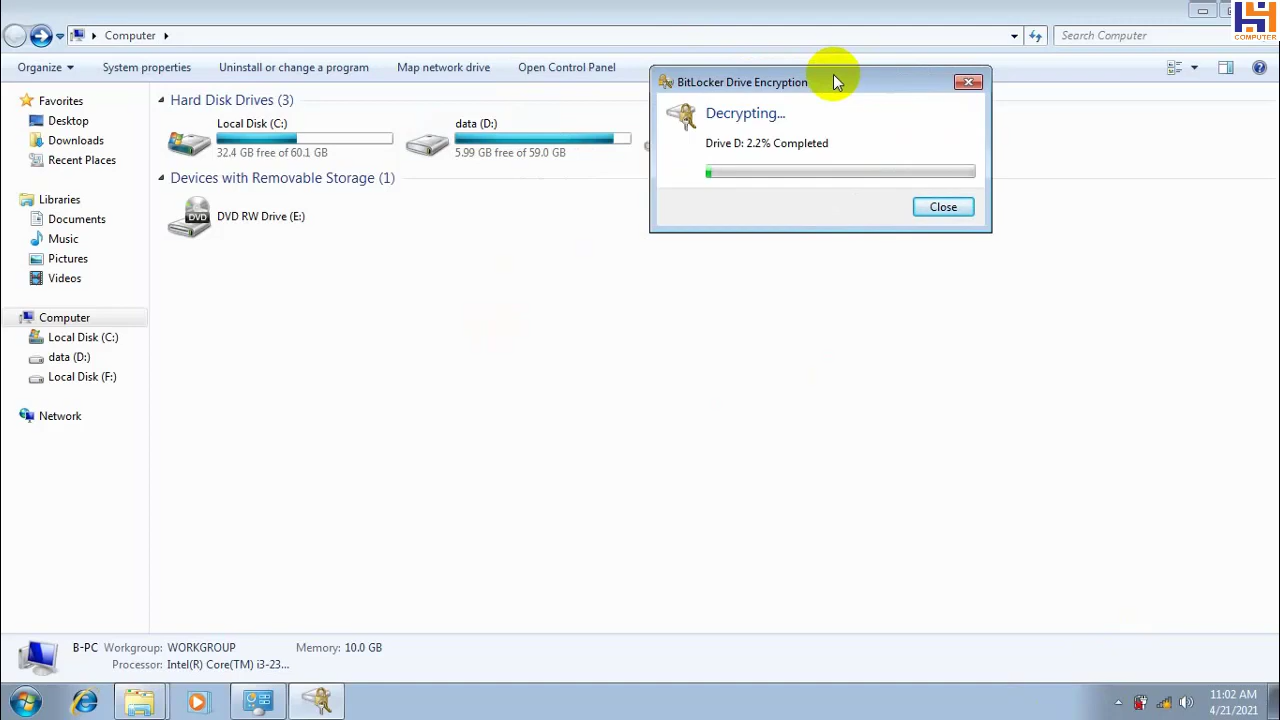 COMPUTER
Computer
Search Computer
Organize
System properties
Uninstall or change a program
Map network drive
Open Control Panel
Favorites
Desktop
Downloads
Recent Places
Libraries
Documents
Music
Pictures
Videos
Computer
Local Disk (C:)
data (D:)
Local Disk (F:)
Network
Hard Disk Drives (3)
Local Disk (C:)
32.4 GB free of 60.1 GB
data (D:)
5.99 GB free of 59.0 GB
Devices with Removable Storage (1)
DVD
DVD RW Drive (E:)
BitLocker Drive Encryption
Decrypting...
Drive D: 2.2% Completed
Close
B-PC Workgroup: WORKGROUP Memory: 10.0 GB
Processor: Intel(R) Core(TM) i3-23...
11:02 AM
4/21/2021